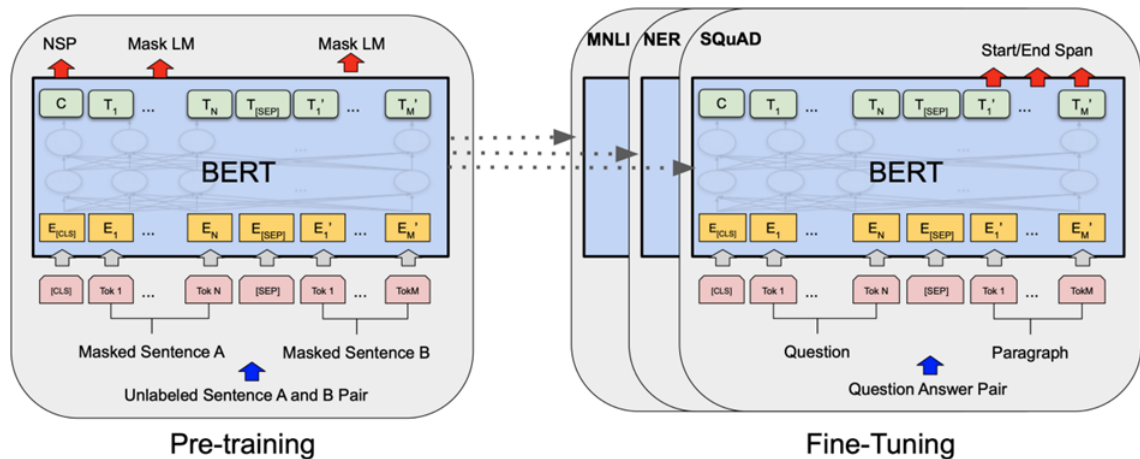 NSP Mask LM Mask LM
C T1 ... TN T[SEP] T1' ... TM'
...
BERT
...
E[CLS] E1 ... EN E[SEP] E1' ... EM'
[CLS] Tok 1 ... Tok N [SEP] Tok 1 ... TokM
Masked Sentence A Masked Sentence B
Unlabeled Sentence A and B Pair
Pre-training
MNLI NER SQuAD
Start/End Span
C T1 ... TN T[SEP] T1' ... TM'
...
BERT
...
E[CLS] E1 ... EN E[SEP] E1' ... EM'
[CLS] Tok 1 ... Tok N [SEP] Tok 1 ... TokM
Question Paragraph
Question Answer Pair
Fine-Tuning